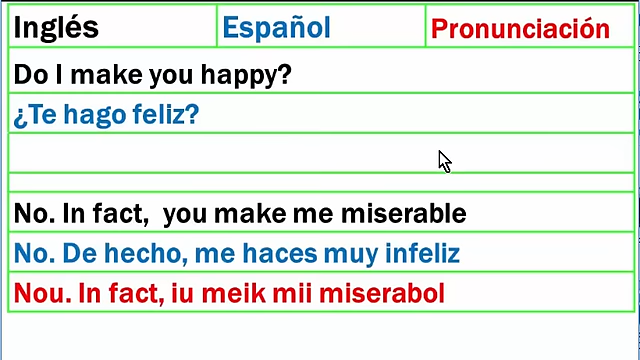 Inglés Español Pronunciación
Do I make you happy?
¿Te hago feliz?
No. In fact, you make me miserable
No. De hecho, me haces muy infeliz
Nou. In fact, iu meik mii miserabol